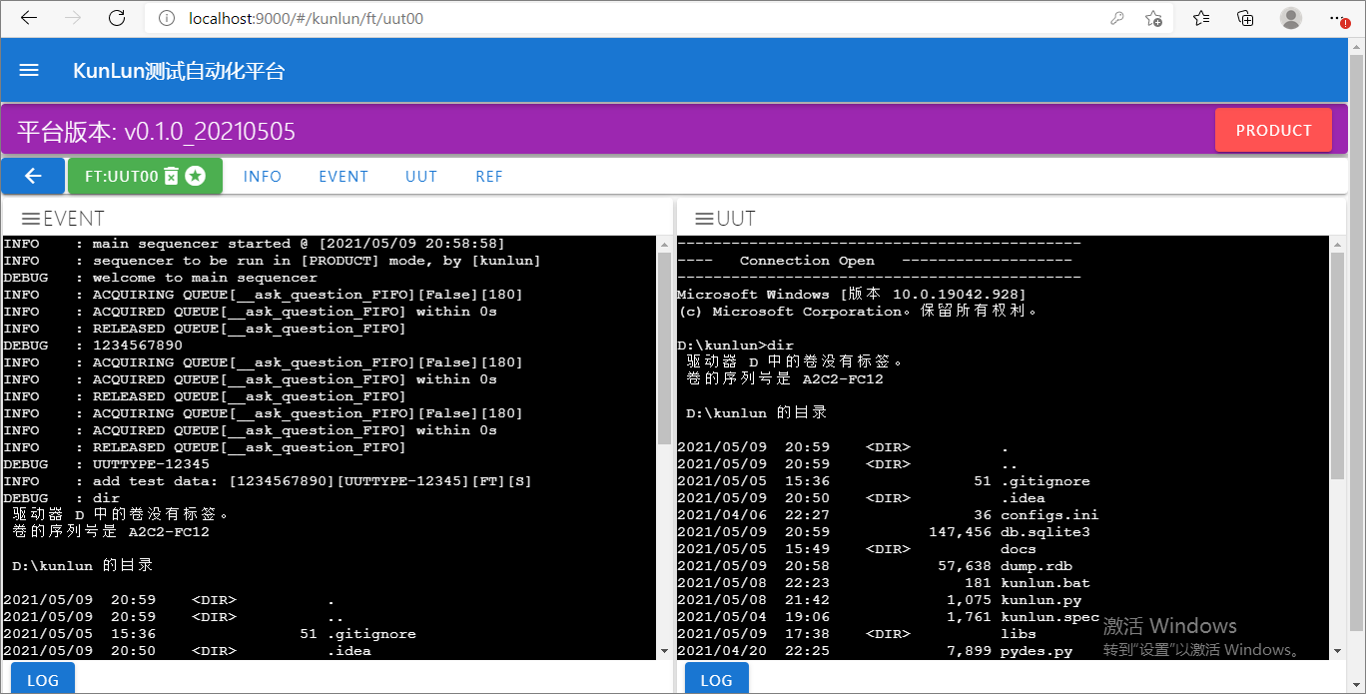 localhost:9000/#/kunlun/ft/uut00
KunLun测试自动化平台
平台版本: v0.1.0_20210505
PRODUCT
FT:UUT00
INFO
EVENT
UUT
REF
EVENT
INFO    : main sequencer started @ [2021/05/09 20:58:58]
INFO    : sequencer to be run in [PRODUCT] mode, by [kunlun]
DEBUG   : welcome to main sequencer
INFO    : ACQUIRING QUEUE[__ask_question_FIFO][False][180]
INFO    : ACQUIRED QUEUE[__ask_question_FIFO] within 0s
INFO    : RELEASED QUEUE[__ask_question_FIFO]
DEBUG   : 1234567890
INFO    : ACQUIRING QUEUE[__ask_question_FIFO][False][180]
INFO    : ACQUIRED QUEUE[__ask_question_FIFO] within 0s
INFO    : RELEASED QUEUE[__ask_question_FIFO]
INFO    : ACQUIRING QUEUE[__ask_question_FIFO][False][180]
INFO    : ACQUIRED QUEUE[__ask_question_FIFO] within 0s
INFO    : RELEASED QUEUE[__ask_question_FIFO]
DEBUG   : UUTTYPE-12345
INFO    : add test data: [1234567890][UUTTYPE-12345][FT][S]
DEBUG   : dir
驱动器 D 中的卷没有标签。
卷的序列号是 A2C2-FC12
D:\kunlun 的目录
2021/05/09  20:59    <DIR>          .
2021/05/09  20:59    <DIR>          ..
2021/05/05  15:36                51 .gitignore
2021/05/09  20:50    <DIR>          .idea
LOG
UUT
---------------------------------------------
----   Connection Open   -------------------
---------------------------------------------
Microsoft Windows [版本 10.0.19042.928]
(c) Microsoft Corporation。保留所有权利。
D:\kunlun>dir
驱动器 D 中的卷没有标签。
卷的序列号是 A2C2-FC12
D:\kunlun 的目录
2021/05/09  20:59    <DIR>          .
2021/05/09  20:59    <DIR>          ..
2021/05/05  15:36                51 .gitignore
2021/05/09  20:50    <DIR>          .idea
2021/04/06  22:27                36 configs.ini
2021/05/09  20:59           147,456 db.sqlite3
2021/05/05  15:49    <DIR>          docs
2021/05/09  20:58            57,638 dump.rdb
2021/05/08  22:23               181 kunlun.bat
2021/05/08  21:42             1,075 kunlun.py
2021/05/04  19:06             1,761 kunlun.spec
2021/05/09  17:38    <DIR>          libs
2021/04/20  22:25             7,899 pydes.py
激活 Windows
转到"设置"以激活 Windows。
LOG